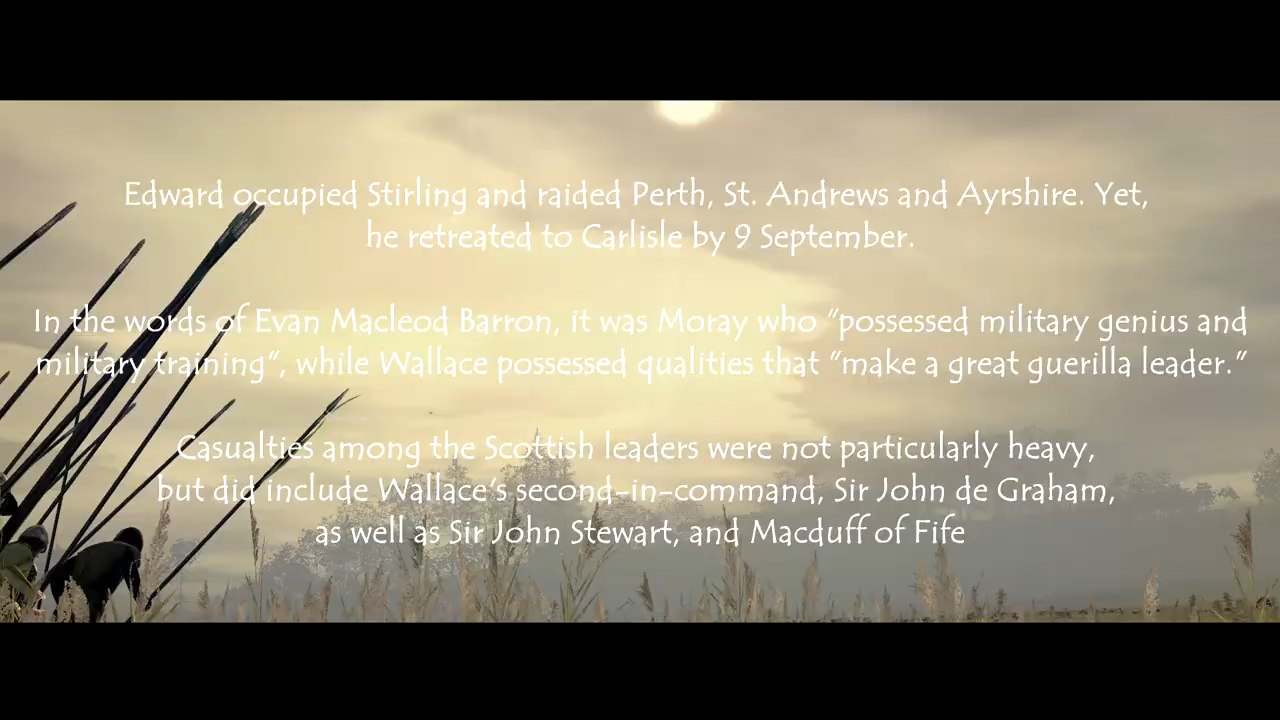 Edward occupied Stirling and raided Perth, St. Andrews and Ayrshire. Yet,
he retreated to Carlisle by 9 September.
In the words of Evan Macleod Barron, it was Moray who "possessed military genius and
military training", while Wallace possessed qualities that "make a great guerilla leader."
Casualties among the Scottish leaders were not particularly heavy,
but did include Wallace's second-in-command, Sir John de Graham,
as well as Sir John Stewart, and Macduff of Fife